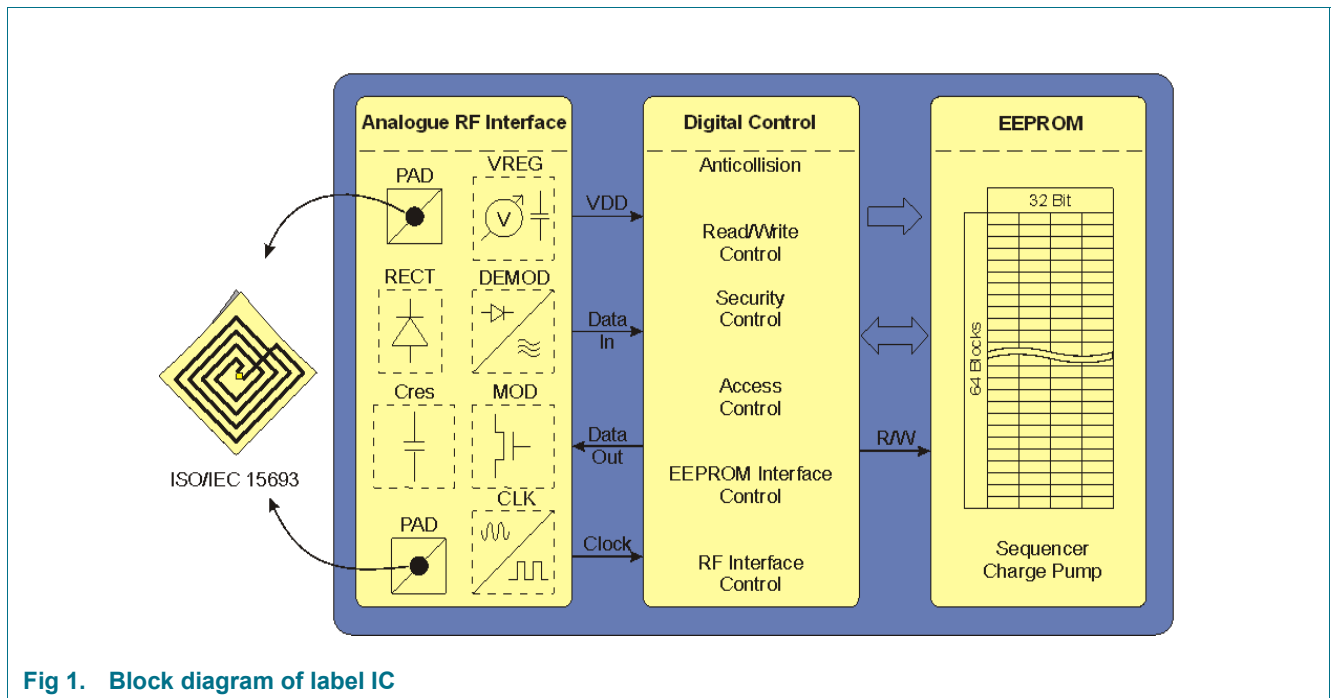 Analogue RF Interface
PAD
VREG
V
RECT
DEMOD
Cres
MOD
PAD
CLK
ISO/IEC 15693
VDD
Data
In
Data
Out
Clock
Digital Control
Anticollision
Read/Write
Control
Security
Control
Access
Control
EEPROM Interface
Control
RF Interface
Control
R/W
EEPROM
32 Bit
64 Blocks
Sequencer
Charge Pump
Fig 1. Block diagram of label IC